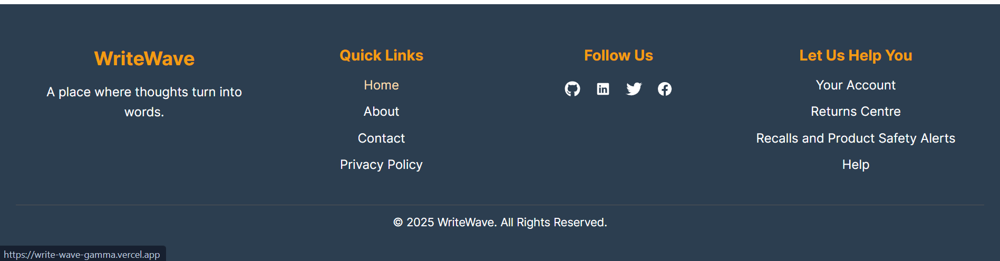 WriteWave
A place where thoughts turn into
words.
Quick Links
Home
About
Contact
Privacy Policy
Follow Us
Let Us Help You
Your Account
Returns Centre
Recalls and Product Safety Alerts
Help
© 2025 WriteWave. All Rights Reserved.
https://write-wave-gamma.vercel.app